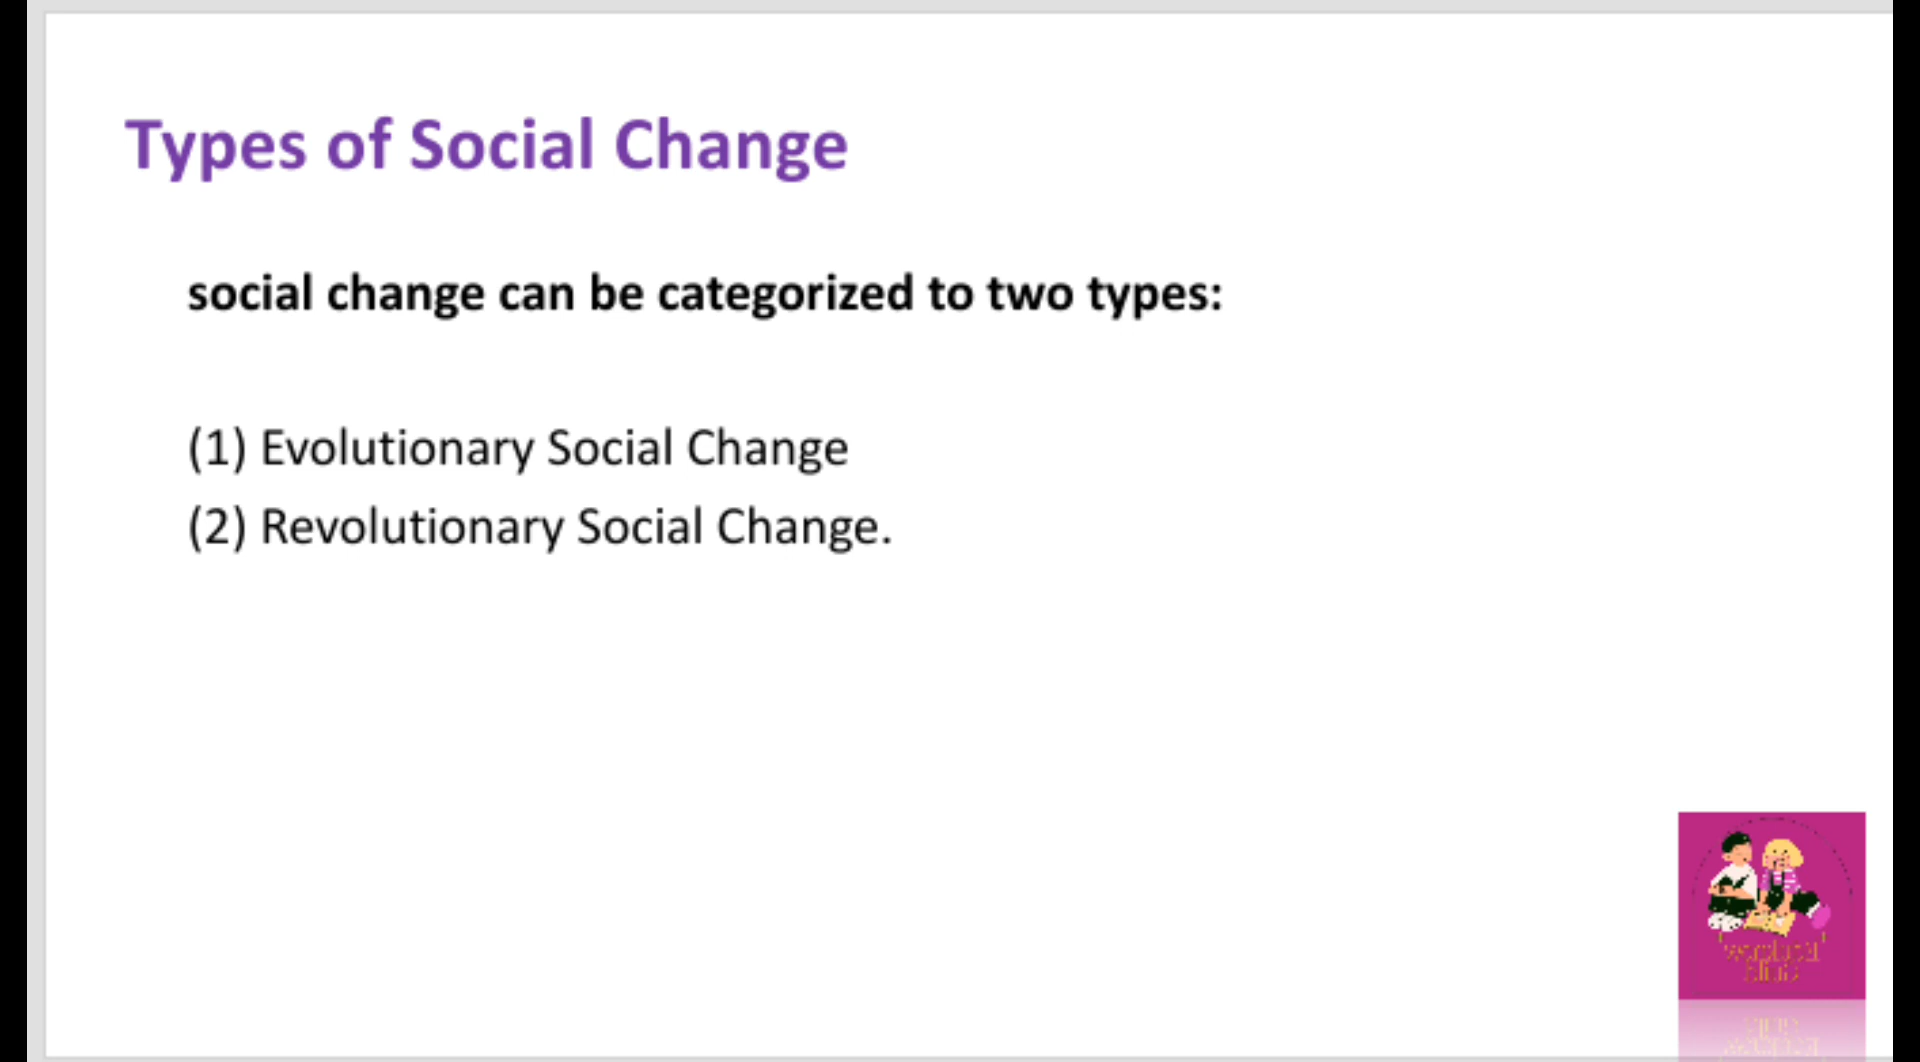 Types of Social Change
social change can be categorized to two types:
(1) Evolutionary Social Change
(2) Revolutionary Social Change.